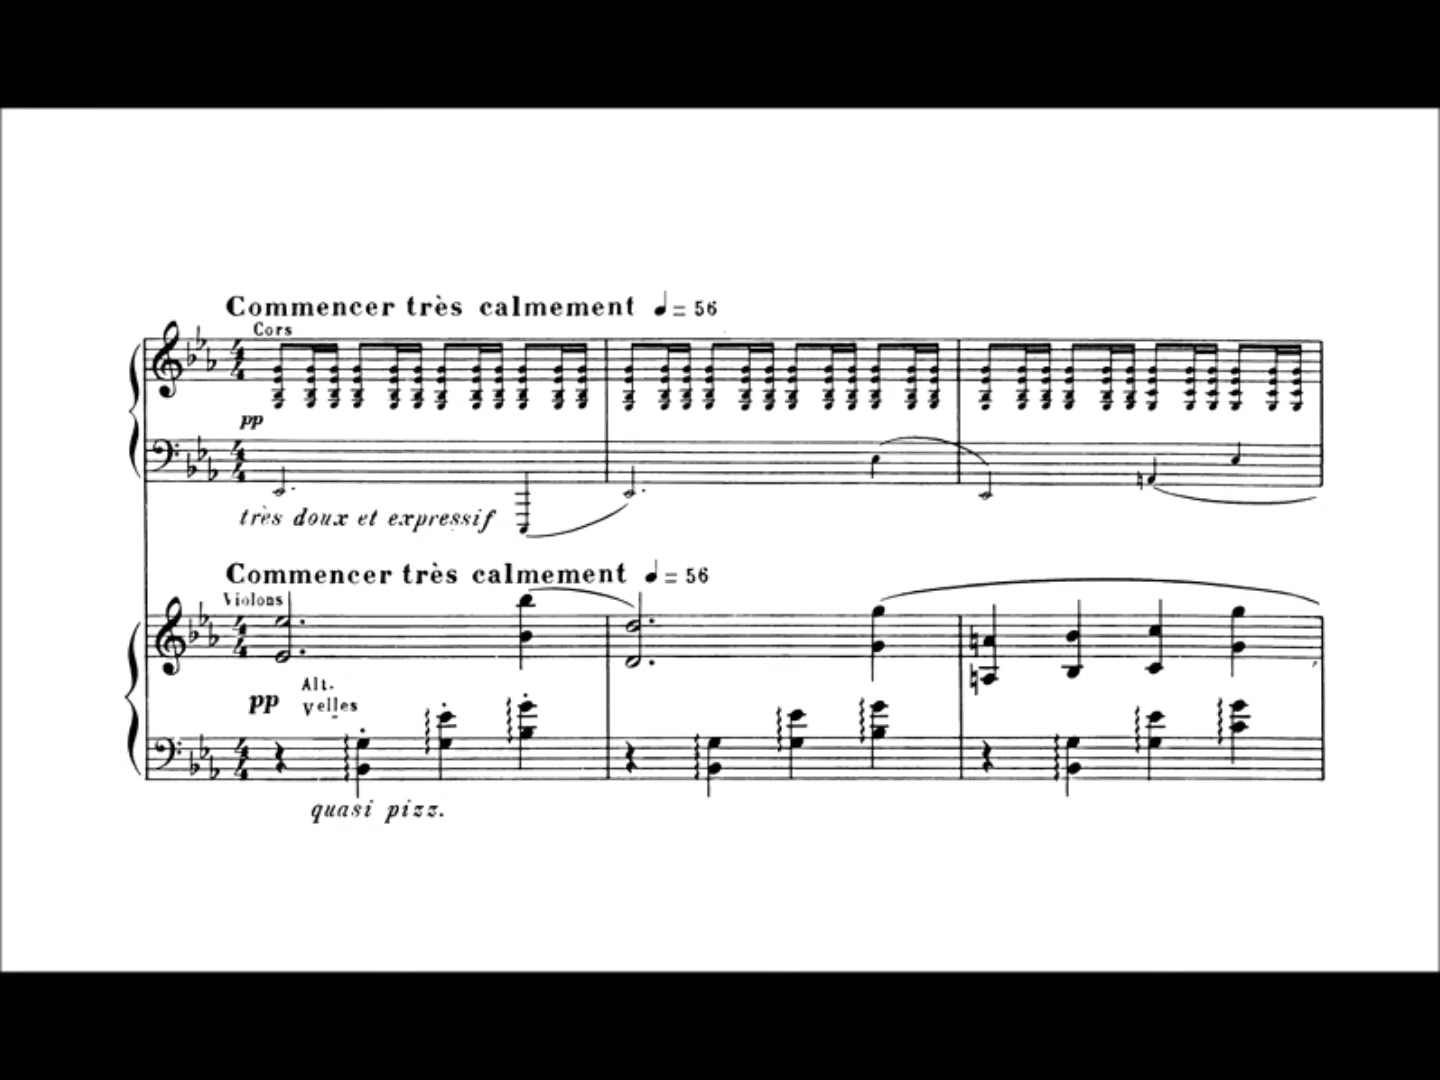 Commencer très calmement ♩= 56
Cors
pp
très doux et expressif
Commencer très calmement ♩= 56
Violons
Alt.
pp Velles
quasi pizz.